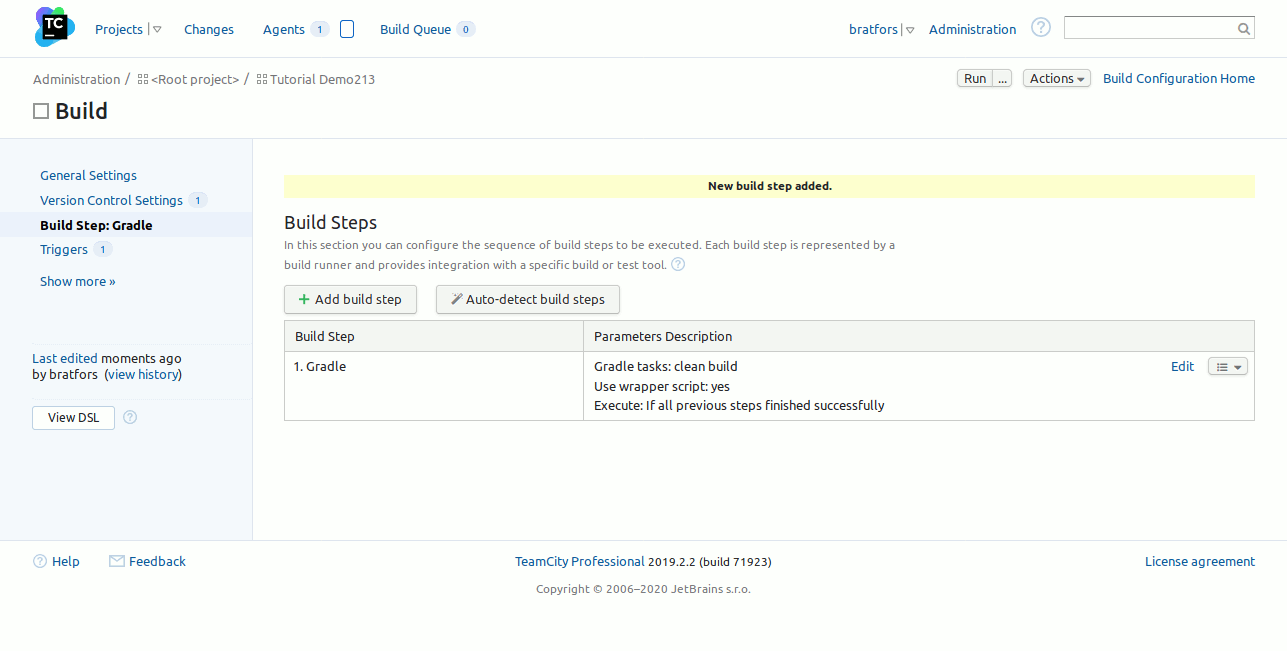 TC
Projects
Changes
Agents 1
Build Queue 0
bratfors
Administration
?
Administration / <Root project> / Tutorial Demo213
Run ...
Actions
Build Configuration Home
Build
General Settings
Version Control Settings 1
Build Step: Gradle
Triggers 1
Show more »
Last edited moments ago
by bratfors (view history)
View DSL ?
New build step added.
Build Steps
In this section you can configure the sequence of build steps to be executed. Each build step is represented by a
build runner and provides integration with a specific build or test tool. ?
+ Add build step
Auto-detect build steps
Build Step
Parameters Description
1. Gradle
Gradle tasks: clean build
Use wrapper script: yes
Execute: If all previous steps finished successfully
Edit
? Help
Feedback
TeamCity Professional 2019.2.2 (build 71923)
License agreement
Copyright © 2006–2020 JetBrains s.r.o.